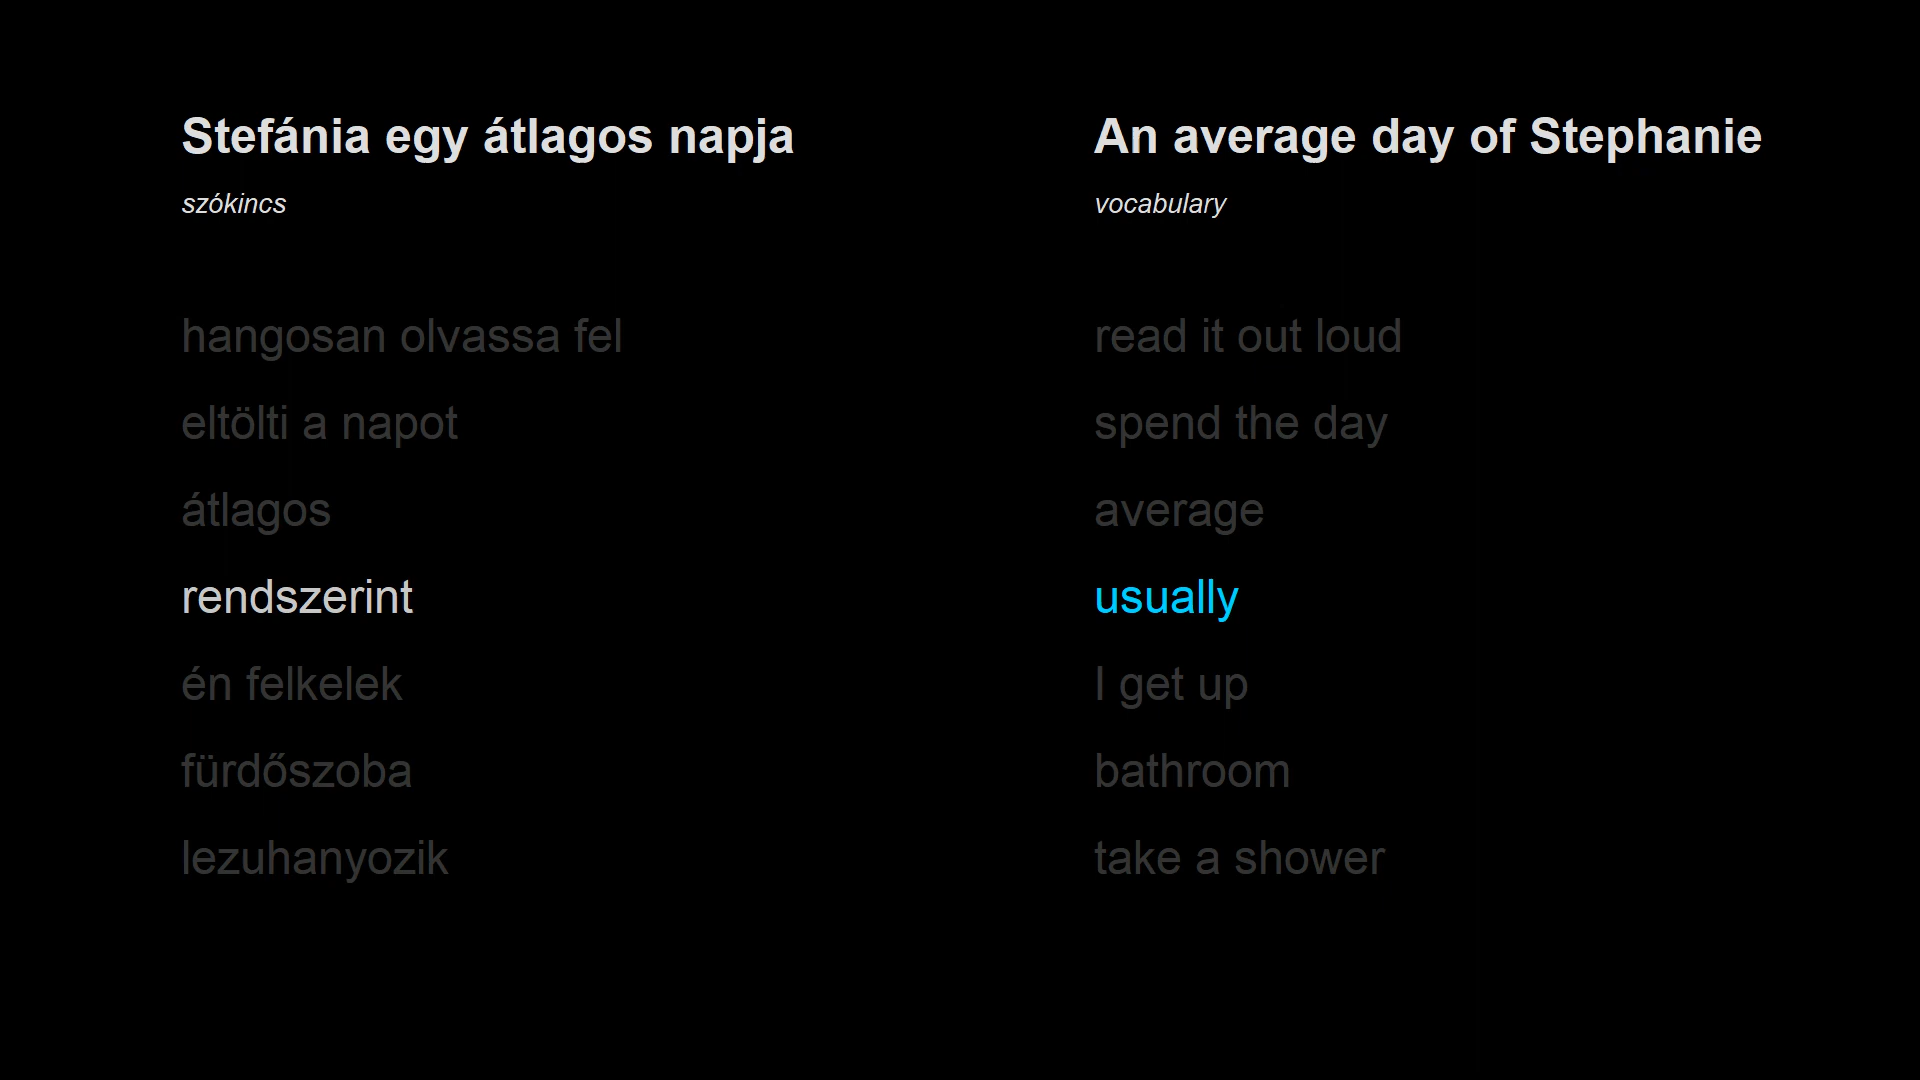 Stefánia egy átlagos napja
szókincs
hangosan olvassa fel
eltölti a napot
átlagos
rendszerint
én felkelek
fürdőszoba
lezuhanyozik
An average day of Stephanie
vocabulary
read it out loud
spend the day
average
usually
I get up
bathroom
take a shower